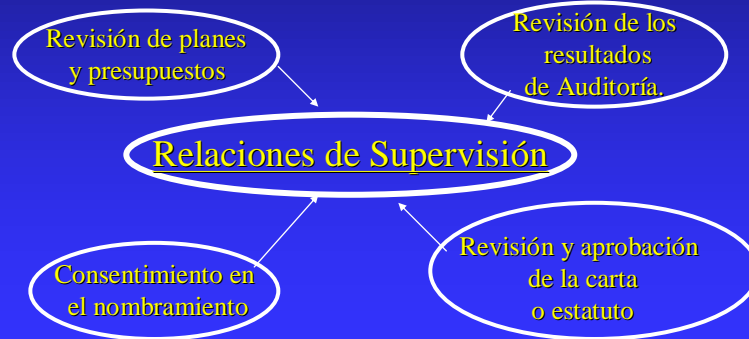 Revisión de planes
y presupuestos
Revisión de los
resultados
de Auditoría.
Relaciones de Supervisión
Consentimiento en
el nombramiento
Revisión y aprobación
de la carta
o estatuto